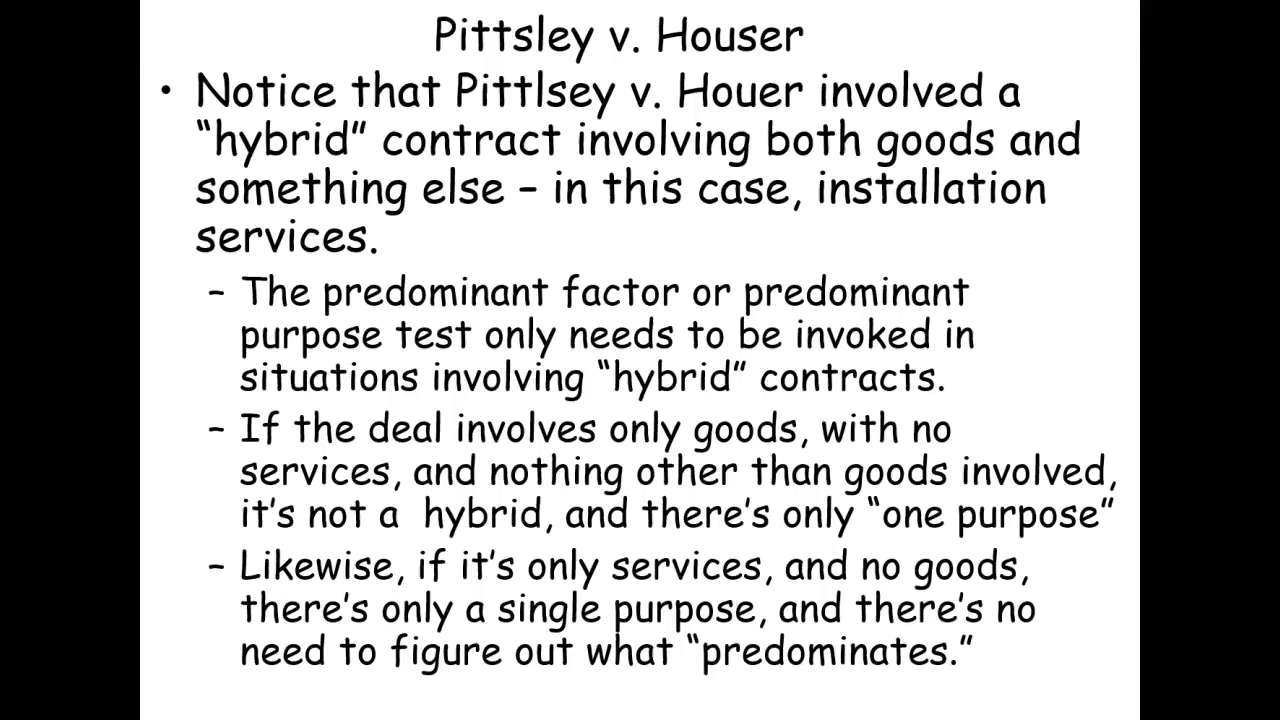 Pittsley v. Houser
• Notice that Pittlsey v. Houer involved a
“hybrid” contract involving both goods and
something else – in this case, installation
services.
– The predominant factor or predominant
purpose test only needs to be invoked in
situations involving “hybrid” contracts.
– If the deal involves only goods, with no
services, and nothing other than goods involved,
it’s not a  hybrid, and there’s only “one purpose”
– Likewise, if it’s only services, and no goods,
there’s only a single purpose, and there’s no
need to figure out what “predominates.”